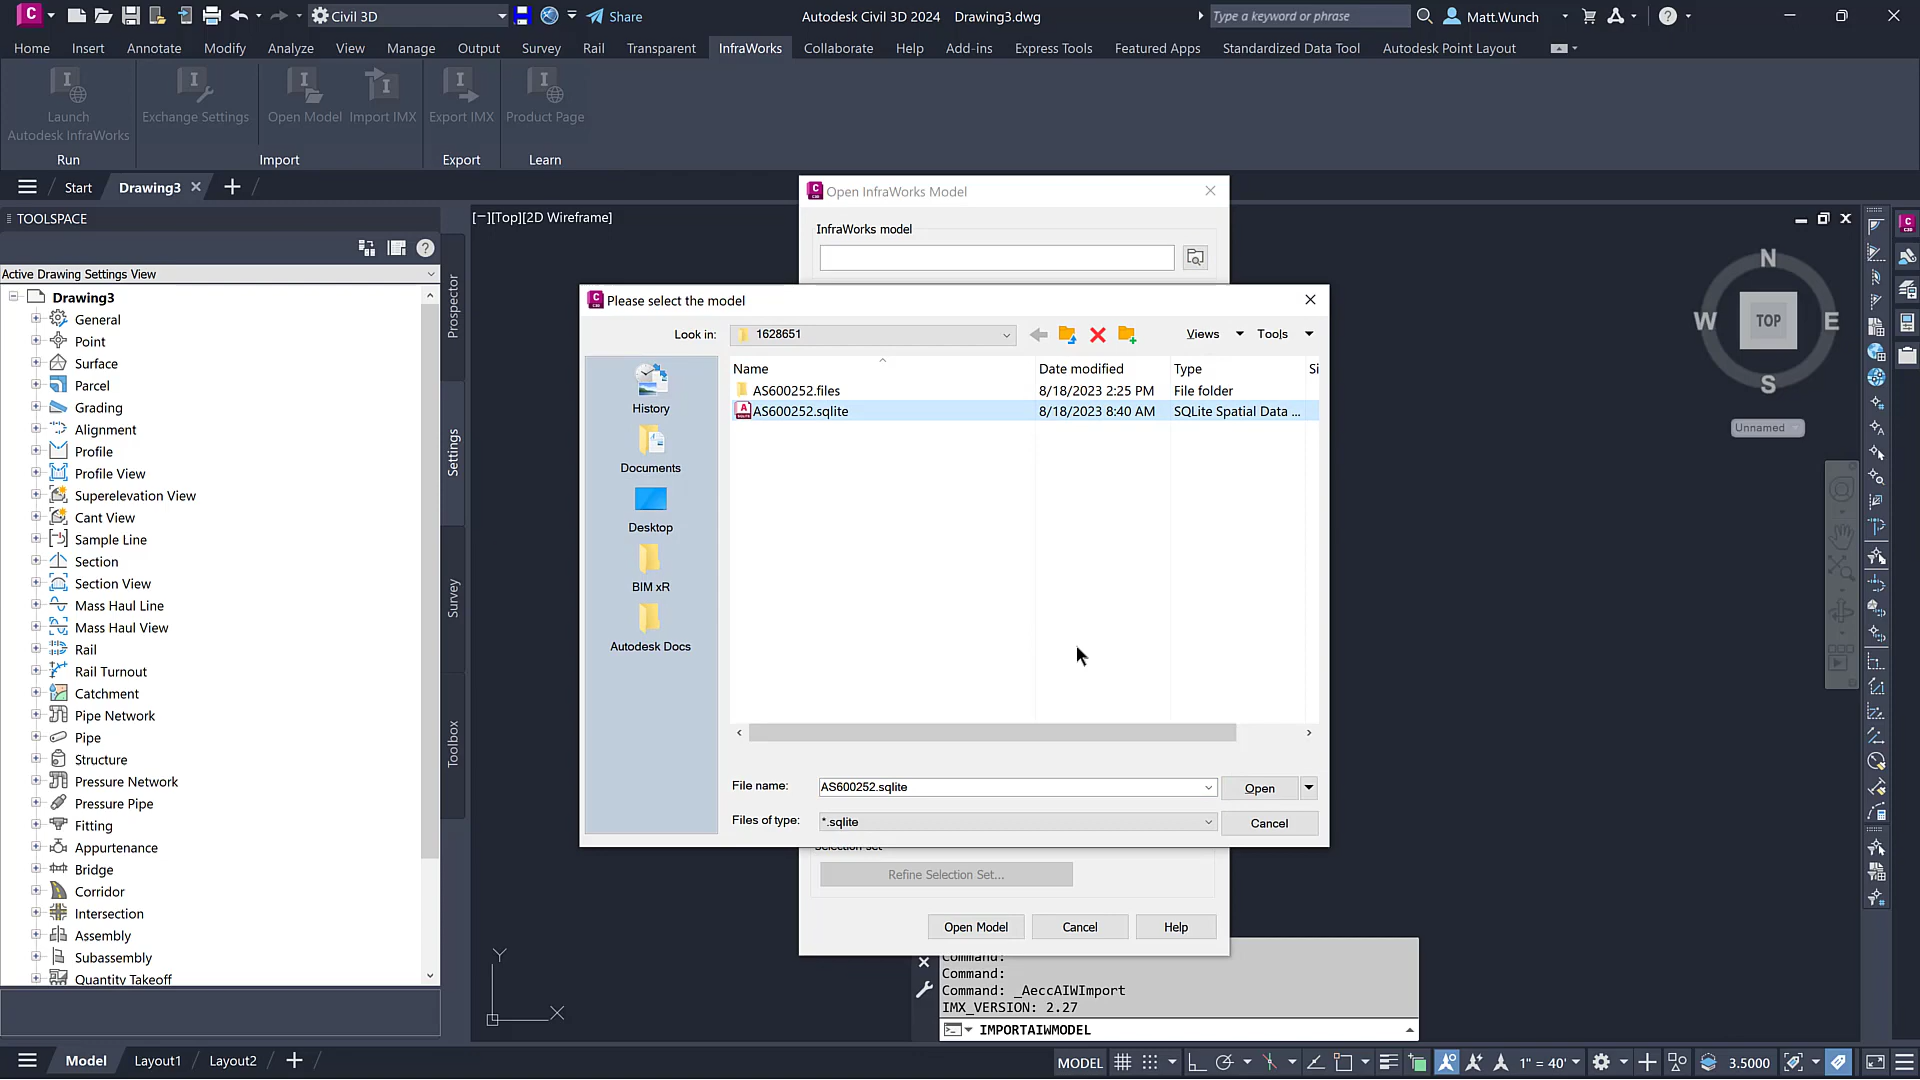 Civil 3D
Share
Autodesk Civil 3D 2024 Drawing3.dwg
Type a keyword or phrase
Matt.Wunch
Home Insert Annotate Modify Analyze View Manage Output Survey Rail Transparent InfraWorks Collaborate Help Add-ins Express Tools Featured Apps Standardized Data Tool Autodesk Point Layout
Launch Exchange Settings Open Model Import IMX Export IMX Product Page
Autodesk InfraWorks
Run Import Export Learn
Start Drawing3
TOOLSPACE
Active Drawing Settings View
Drawing3
General
Point
Surface
Parcel
Grading
Alignment
Profile
Profile View
Superelevation View
Cant View
Sample Line
Section
Section View
Mass Haul Line
Mass Haul View
Rail
Rail Turnout
Catchment
Pipe Network
Pipe
Structure
Pressure Network
Pressure Pipe
Fitting
Appurtenance
Bridge
Corridor
Intersection
Assembly
Subassembly
Quantity Takeoff
Prospector
Settings
Survey
Toolbox
[−][Top][2D Wireframe]
Open InfraWorks Model
InfraWorks model
Please select the model
Look in: 1628651 Views Tools
Name Date modified Type Si
AS600252.files 8/18/2023 2:25 PM File folder
AS600252.sqlite 8/18/2023 8:40 AM SQLite Spatial Data ...
History
Documents
Desktop
BIM xR
Autodesk Docs
File name: AS600252.sqlite Open
Files of type: *.sqlite Cancel
Selection set
Refine Selection Set...
Open Model Cancel Help
N
W TOP E
S
Unnamed
Y
X
Command:
Command:
Command: _AeccAIWImport
IMX_VERSION: 2.27
IMPORTAIWMODEL
Model Layout1 Layout2
MODEL 1" = 40' 3.5000